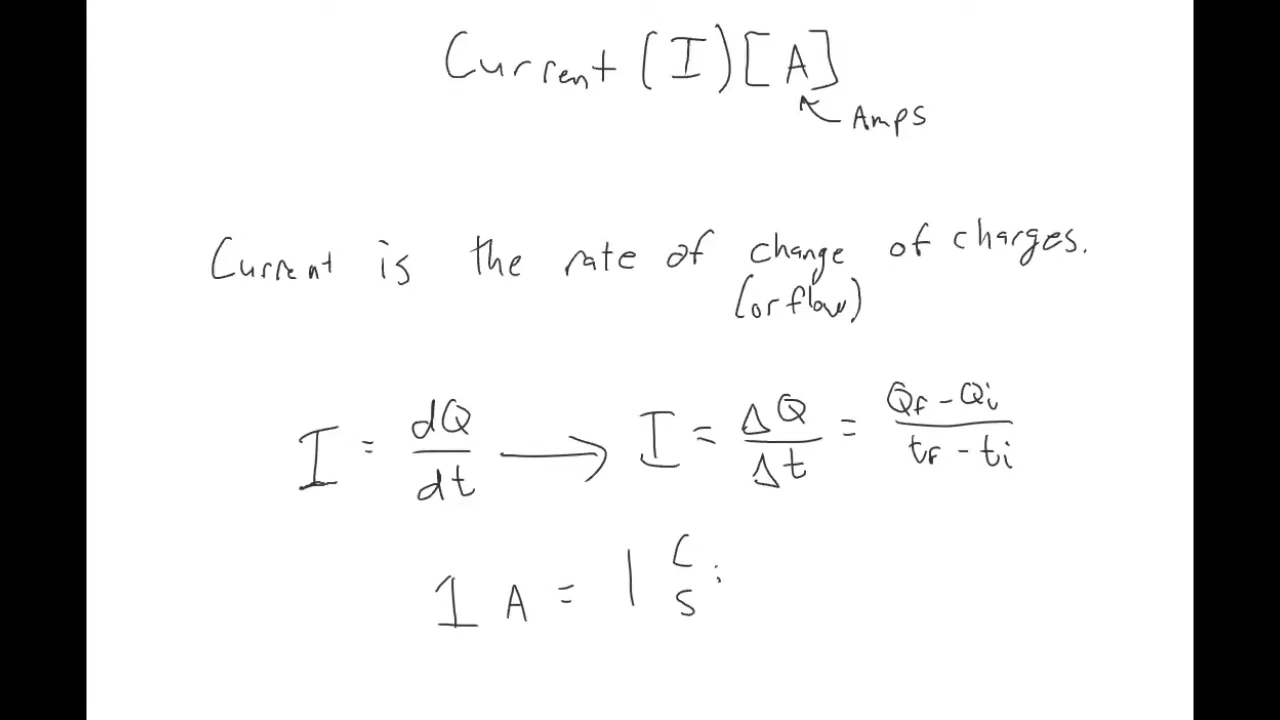 Current (I) [A]
Amps
Current is the rate of change of charges.
(or flow)
I = dQ/dt → I = ΔQ/Δt = Qf - Qi / tf - ti
1 A = 1 C/s